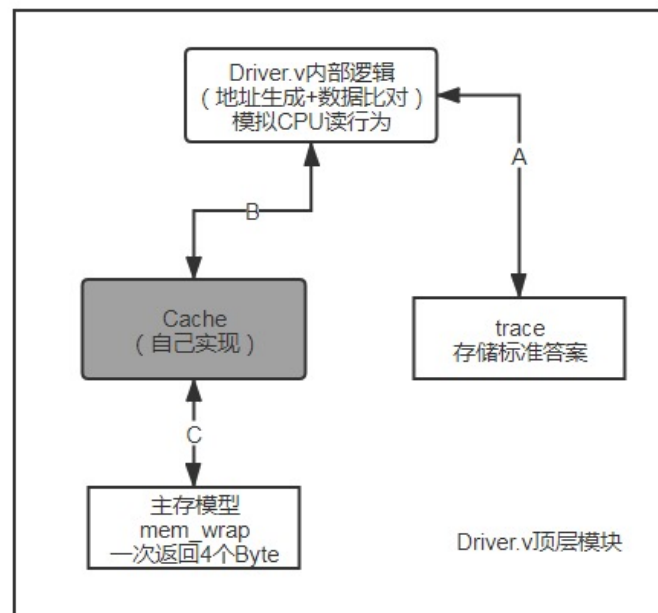 Driver.v内部逻辑
（地址生成+数据比对）
模拟CPU读行为
A
B
Cache
（自己实现）
trace
存储标准答案
C
主存模型
mem_wrap
一次返回4个Byte
Driver.v顶层模块